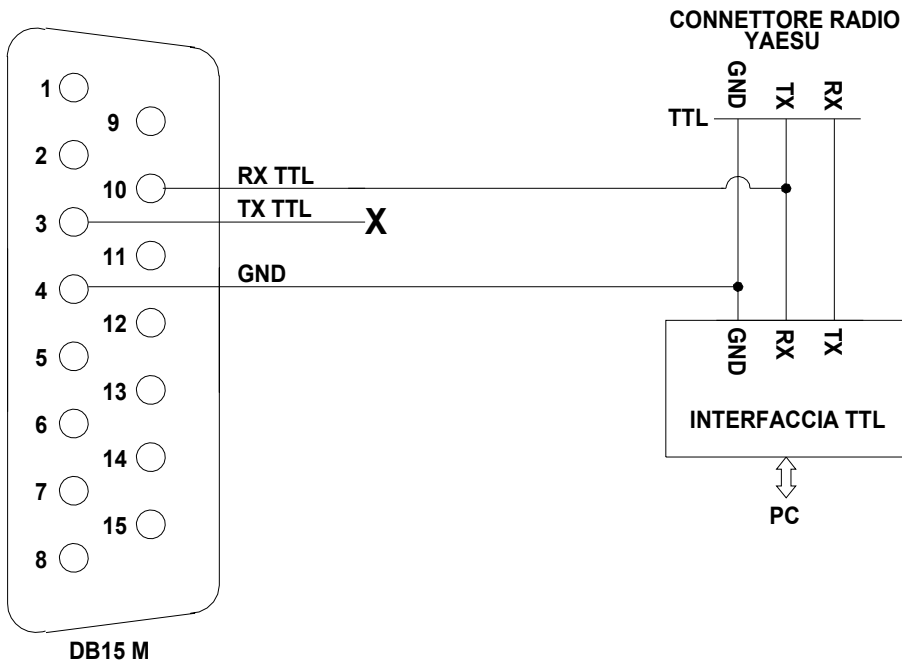 CONNETTORE RADIO
YAESU
GND
TX
RX
TTL
1
9
2
10
RX TTL
3
TX TTL
X
11
4
GND
12
5
13
6
14
7
15
8
GND
RX
TX
INTERFACCIA TTL
PC
DB15 M